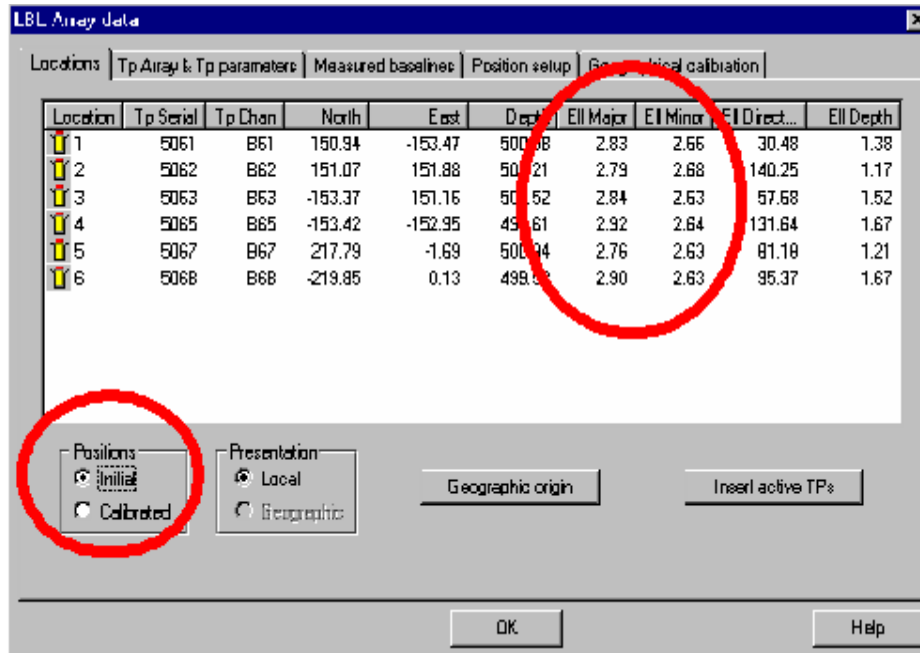 LBL Array data
Locations Tp Array & Tp parameters Measured baselines Position setup Geographical calibration
Location Tp Serial Tp Chan North East Depth Ell Major Ell Minor Ell Direct... Ell Depth
1 5061 B61 150.94 -153.47 2.83 2.66 30.48 1.38
2 5062 B62 151.07 151.88 2.79 2.68 140.25 1.17
3 5063 B63 -153.37 151.16 2.84 2.63 57.68 1.52
4 5065 B65 -153.42 -152.95 2.92 2.64 131.64 1.67
5 5067 B67 217.79 -1.69 2.76 2.63 1.21
6 5068 B68 -219.85 0.13 2.90 2.63 95.37 1.67
Positions
Initial
Calibrated
Presentation
Local
Geographic
Geographic origin
Insert active TPs
OK
Help